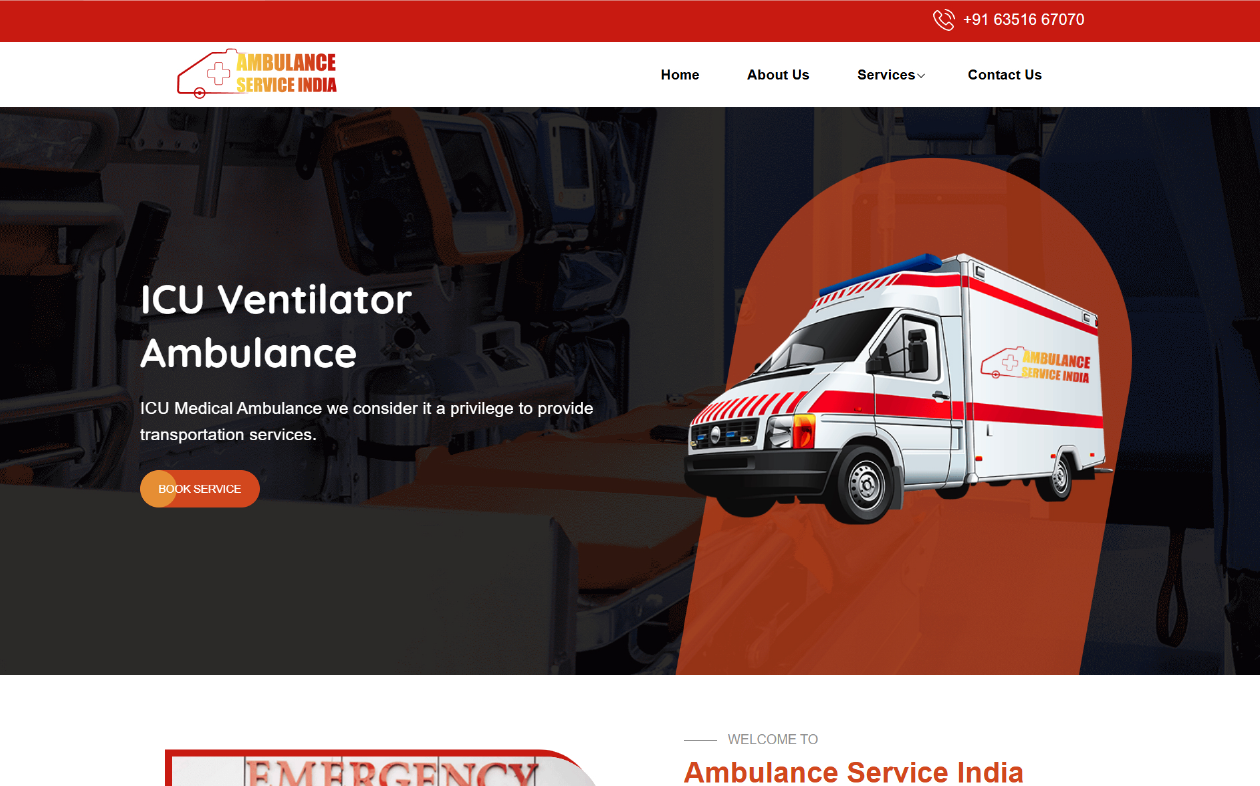 +91 63516 67070
AMBULANCE
SERVICE INDIA
Home About Us Services Contact Us
ICU Ventilator
Ambulance
ICU Medical Ambulance we consider it a privilege to provide
transportation services.
BOOK SERVICE
AMBULANCE
SERVICE INDIA
WELCOME TO
Ambulance Service India
EMERGENCY